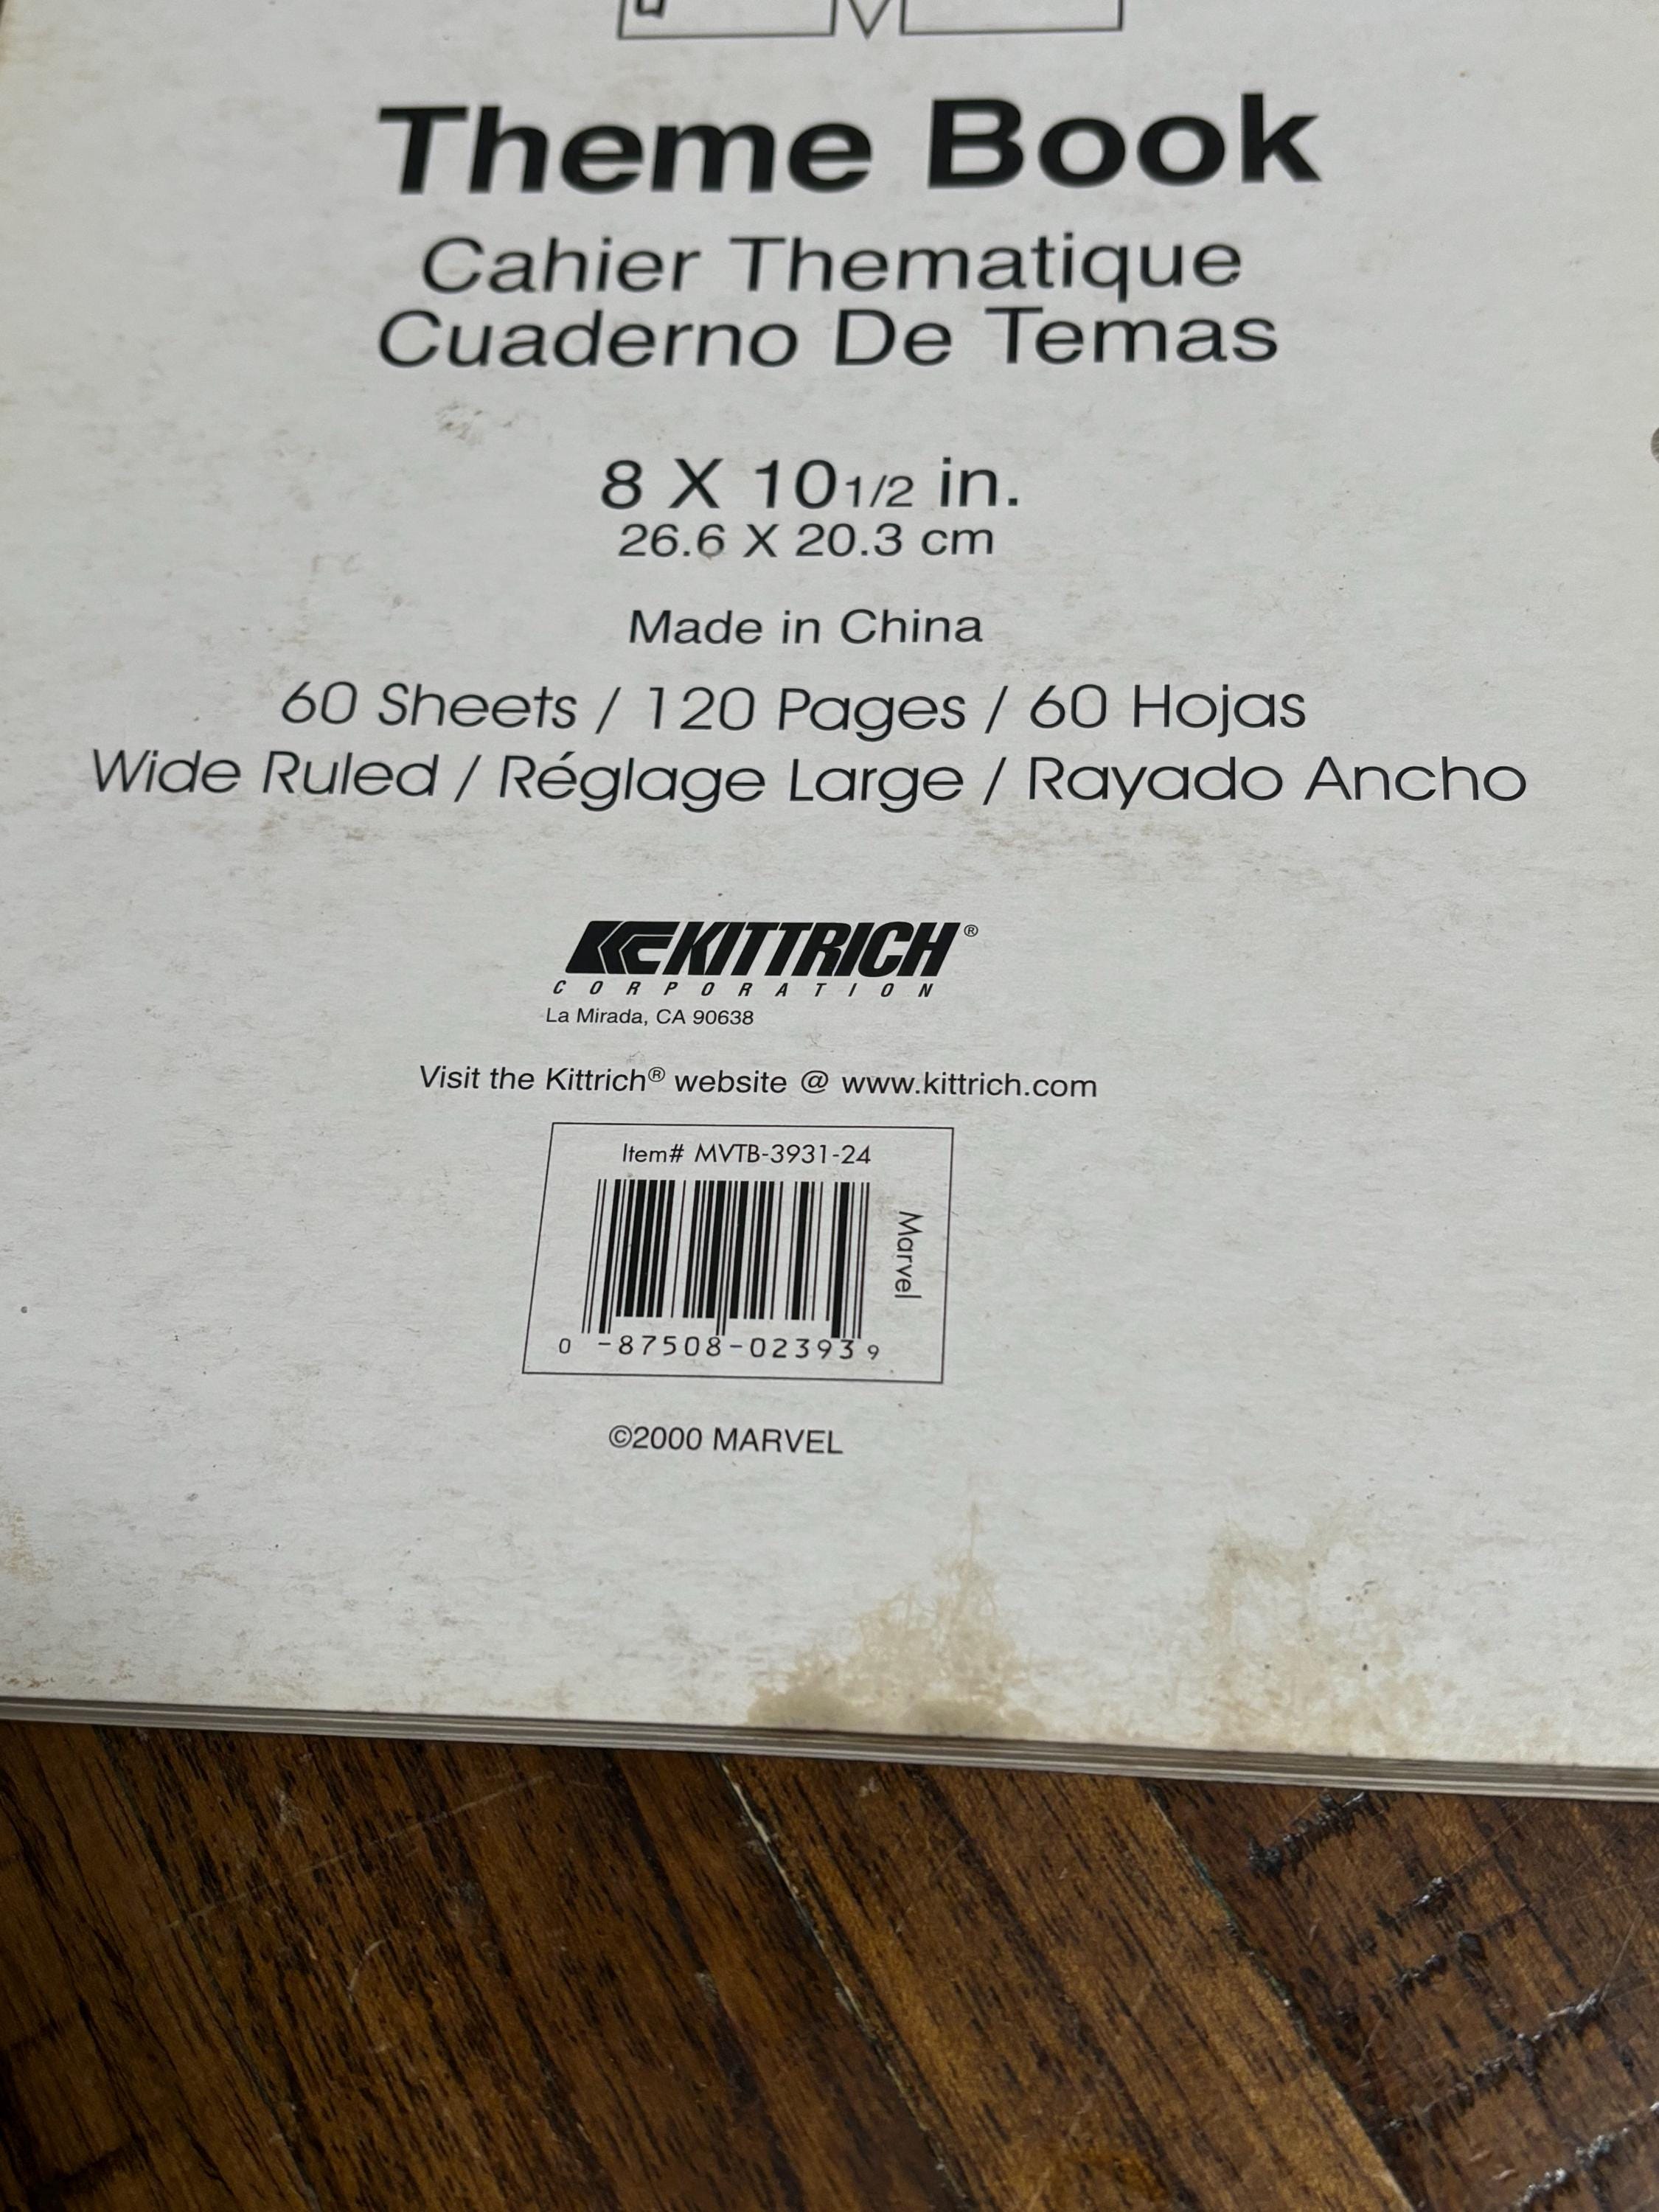 Theme Book
Cahier Thematique
Cuaderno De Temas
8 X 10 1/2 in.
26.6 X 20.3 cm
Made in China
60 Sheets / 120 Pages / 60 Hojas
Wide Ruled / Réglage Large / Rayado Ancho
KITTRICH®
CORPORATION
La Mirada, CA 90638
Visit the Kittrich® website @ www.kittrich.com
Item# MVTB-3931-24
Marvel
0 -87508-02393 9
©2000 MARVEL